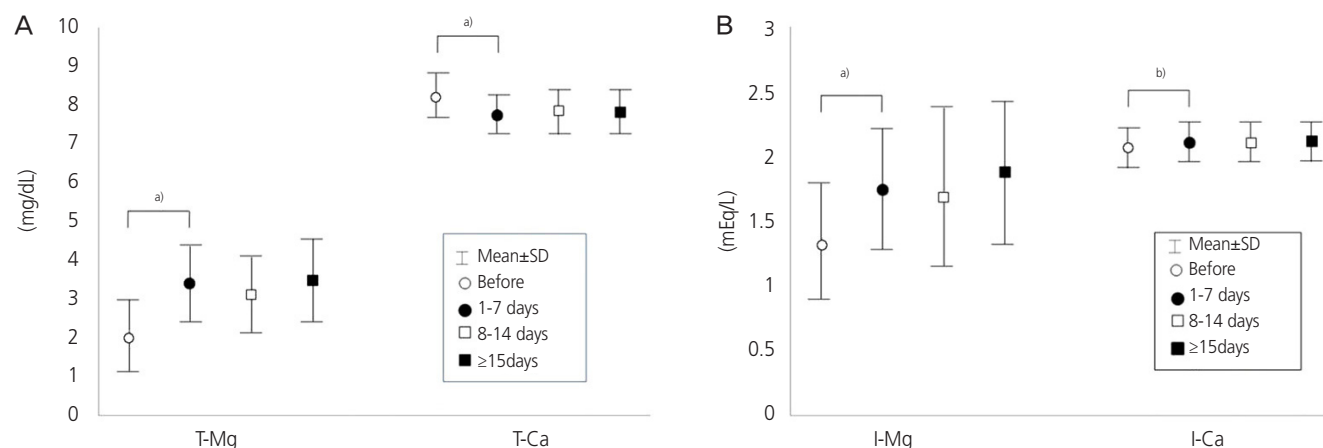 A
10
9
8
7
6
5
4
3
2
1
0
(mg/dL)
a)
a)
Mean±SD
Before
1-7 days
8-14 days
≥15days
T-Mg
T-Ca
B
3
2.5
2
1.5
1
0.5
0
(mEq/L)
a)
b)
Mean±SD
Before
1-7 days
8-14 days
≥15days
I-Mg
I-Ca